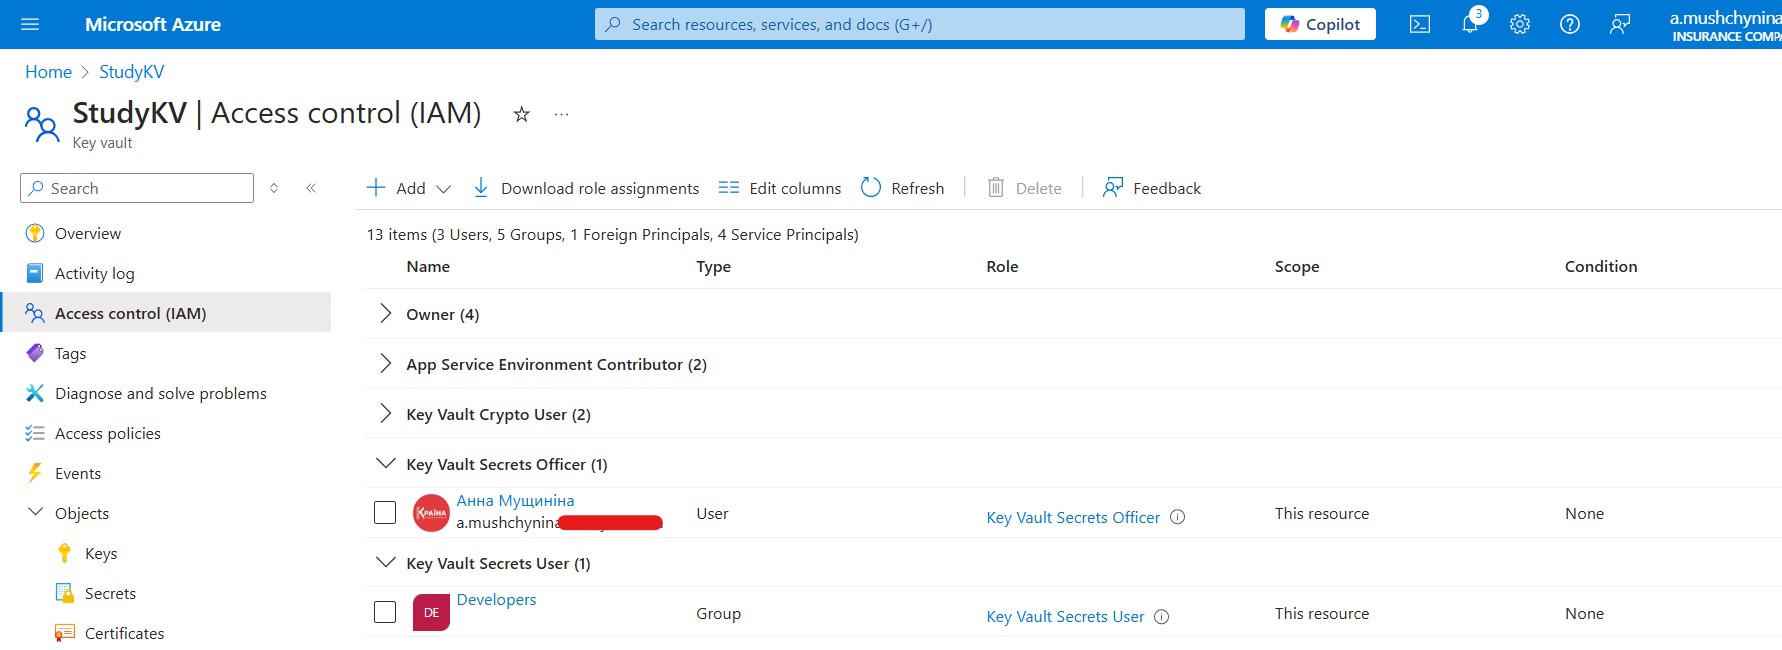 Microsoft Azure
Search resources, services, and docs (G+/)
Copilot
3
a.mushchynina
INSURANCE COMPA
Home > StudyKV
StudyKV | Access control (IAM)
Key vault
Search
Add
Download role assignments
Edit columns
Refresh
Delete
Feedback
Overview
Activity log
Access control (IAM)
Tags
Diagnose and solve problems
Access policies
Events
Objects
Keys
Secrets
Certificates
13 items (3 Users, 5 Groups, 1 Foreign Principals, 4 Service Principals)
Name Type Role Scope Condition
Owner (4)
App Service Environment Contributor (2)
Key Vault Crypto User (2)
Key Vault Secrets Officer (1)
КРАЇНА
Анна Мущиніна
a.mushchynina
User Key Vault Secrets Officer This resource None
Key Vault Secrets User (1)
DE
Developers
Group Key Vault Secrets User This resource None